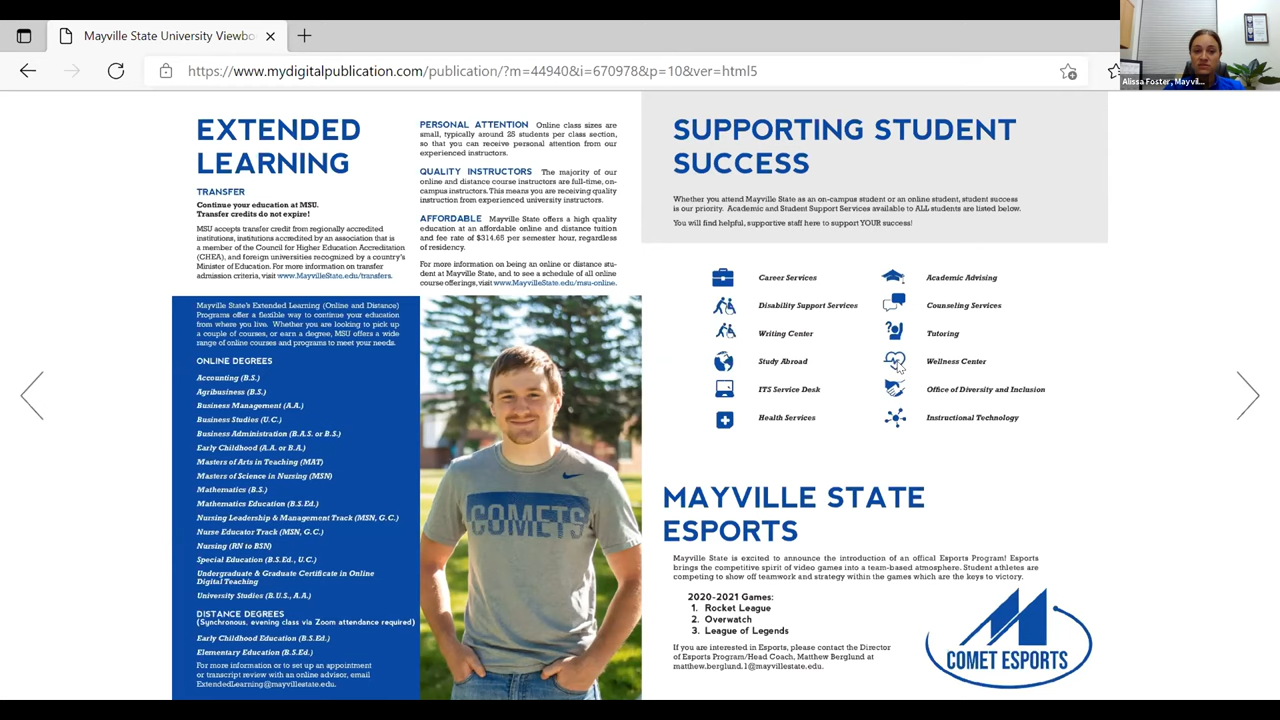 Mayville State University Viewbo
https://www.mydigitalpublication.com/publication/?m=44940&i=670978&p=10&ver=html5
Alissa Foster, Mayvil...
EXTENDED
LEARNING
TRANSFER
Continue your education at MSU.
Transfer credits do not expire!
MSU accepts transfer credit from regionally accredited
institutions, institutions accredited by an association that is
a member of the Council for Higher Education Accreditation
(CHEA), and foreign universities recognized by a country's
Minister of Education. For more information on transfer
admission criteria, visit www.MayvilleState.edu/transfers.
PERSONAL ATTENTION Online class sizes are
small, typically around 25 students per class section,
so that you can receive personal attention from our
experienced instructors.
QUALITY INSTRUCTORS The majority of our
online and distance course instructors are full-time, on-
campus instructors. This means you are receiving quality
instruction from experienced university instructors.
AFFORDABLE Mayville State offers a high quality
education at an affordable online and distance tuition
and fee rate of $314.65 per semester hour, regardless
of residency.
For more information on being an online or distance stu-
dent at Mayville State, and to see a schedule of all online
course offerings, visit www.MayvilleState.edu/msu-online.
Mayville State's Extended Learning (Online and Distance)
Programs offer a flexible way to continue your education
from where you live. Whether you are looking to pick up
a couple of courses, or earn a degree, MSU offers a wide
range of online courses and programs to meet your needs.
ONLINE DEGREES
Accounting (B.S.)
Agribusiness (B.S.)
Business Management (A.A.)
Business Studies (U.C.)
Business Administration (B.A.S. or B.S.)
Early Childhood (A.A. or B.A.)
Masters of Arts in Teaching (MAT)
Masters of Science in Nursing (MSN)
Mathematics (B.S.)
Mathematics Education (B.S.Ed.)
Nursing Leadership & Management Track (MSN, G.C.)
Nurse Educator Track (MSN, G.C.)
Nursing (RN to BSN)
Special Education (B.S.Ed., U.C.)
Undergraduate & Graduate Certificate in Online
Digital Teaching
University Studies (B.U.S., A.A.)
DISTANCE DEGREES
(Synchronous, evening class via Zoom attendance required)
Early Childhood Education (B.S.Ed.)
Elementary Education (B.S.Ed.)
For more information or to set up an appointment
or transcript review with an online advisor, email
ExtendedLearning@mayvillestate.edu.
COMETS
SUPPORTING STUDENT
SUCCESS
Whether you attend Mayville State as an on-campus student or an online student, student success
is our priority. Academic and Student Support Services available to ALL students are listed below.
You will find helpful, supportive staff here to support YOUR success!
Career Services
Academic Advising
Disability Support Services
Counseling Services
Writing Center
Tutoring
Study Abroad
Wellness Center
ITS Service Desk
Office of Diversity and Inclusion
Health Services
Instructional Technology
MAYVILLE STATE
ESPORTS
Mayville State is excited to announce the introduction of an offical Esports Program! Esports
brings the competitive spirit of video games into a team-based atmosphere. Student athletes are
competing to show off teamwork and strategy within the games which are the keys to victory.
2020-2021 Games:
1. Rocket League
2. Overwatch
3. League of Legends
If you are interested in Esports, please contact the Director
of Esports Program/Head Coach, Matthew Berglund at
matthew.berglund.1@mayvillestate.edu.
COMET ESPORTS